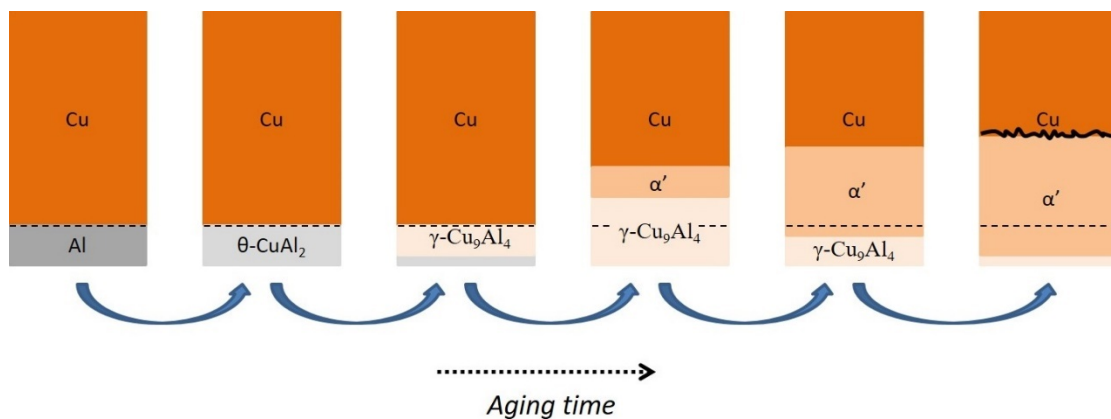 Cu
Al
Cu
θ-CuAl₂
Cu
γ-Cu₉Al₄
Cu
α’
γ-Cu₉Al₄
Cu
α’
γ-Cu₉Al₄
Cu
α’
Aging time